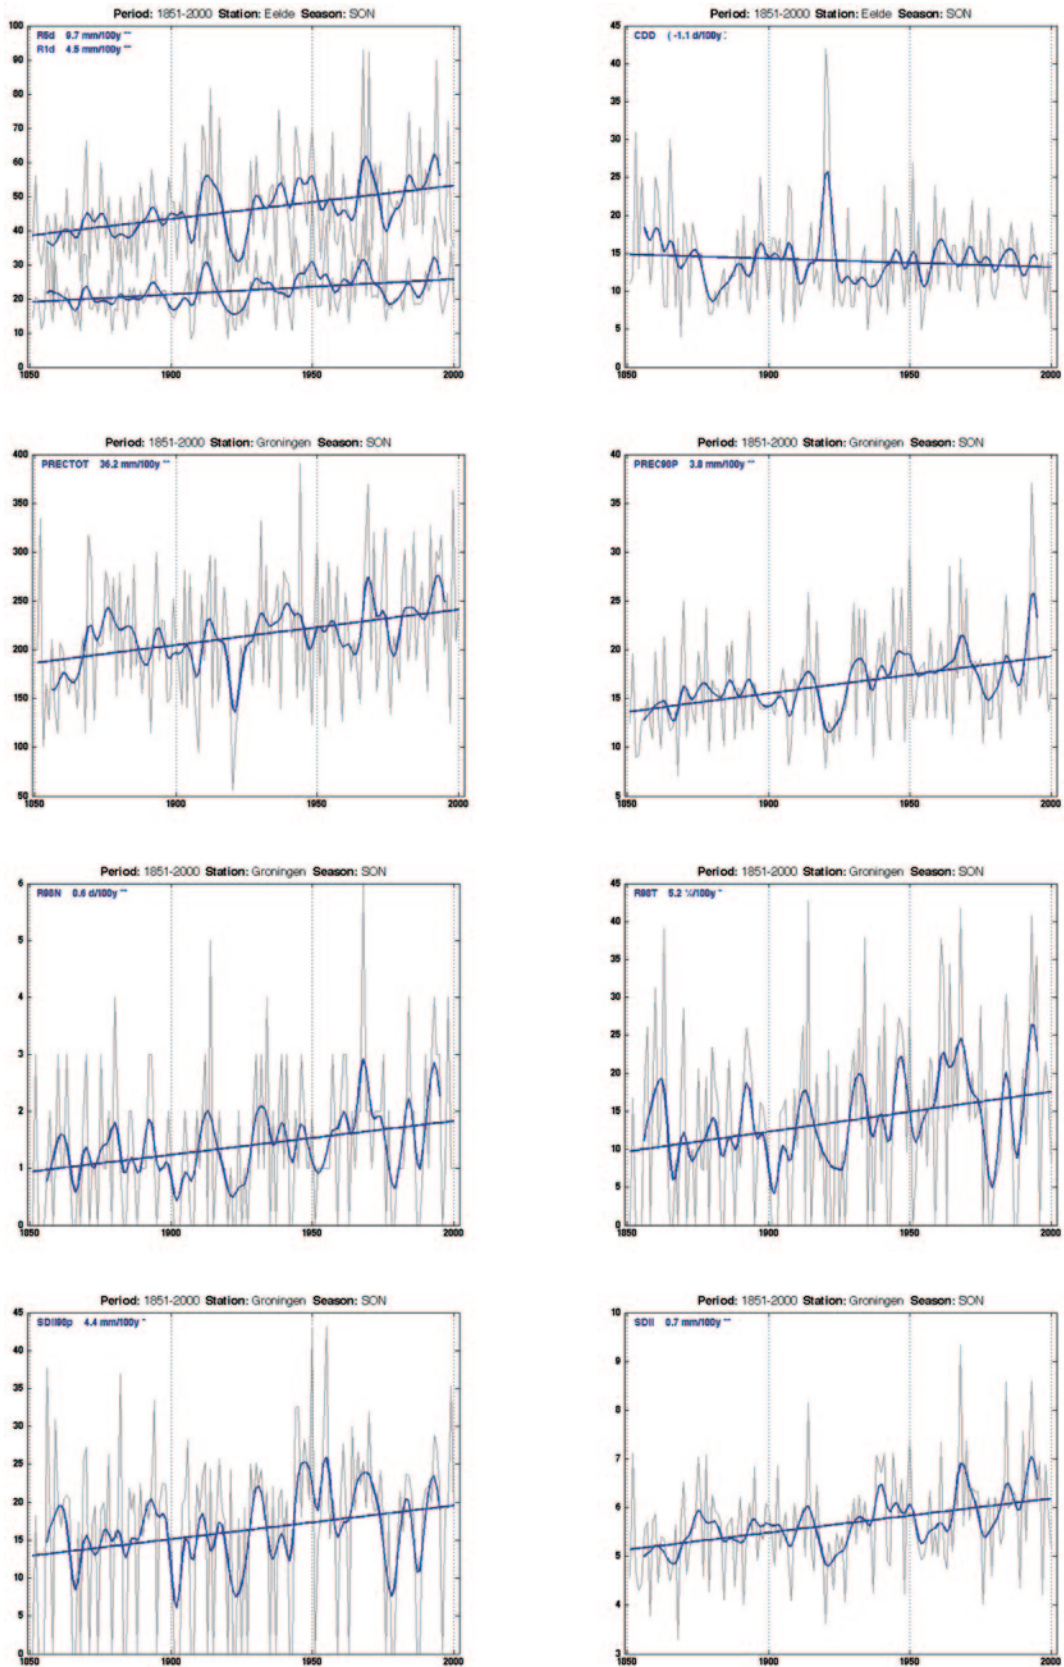 Period: 1851-2000 Station: Eelde Season: SON
R5d 9.7 mm/100y **
R1d 4.5 mm/100y **
100
90
80
70
60
50
40
30
20
10
0
1850 1900 1950 2000
Period: 1851-2000 Station: Eelde Season: SON
CDD ( -1.1 d/100y
45
40
35
30
25
20
15
10
5
0
1850 1900 1950 2000
Period: 1851-2000 Station: Groningen Season: SON
PRECTOT 36.2 mm/100y **
400
350
300
250
200
150
100
50
1850 1900 1950 2000
Period: 1851-2000 Station: Groningen Season: SON
PREC90P 3.8 mm/100y **
40
35
30
25
20
15
10
5
1850 1900 1950 2000
Period: 1851-2000 Station: Groningen Season: SON
0.6 d/100y **
6
5
4
3
2
1
0
1850 1900 1950 2000
Period: 1851-2000 Station: Groningen Season: SON
5.2 %/100y *
45
40
35
30
25
20
15
10
5
0
1850 1900 1950 2000
Period: 1851-2000 Station: Groningen Season: SON
SDII90p 4.4 mm/100y *
45
40
35
30
25
20
15
10
5
0
1850 1900 1950 2000
Period: 1851-2000 Station: Groningen Season: SON
SDII 0.7 mm/100y **
10
9
8
7
6
5
4
3
1850 1900 1950 2000